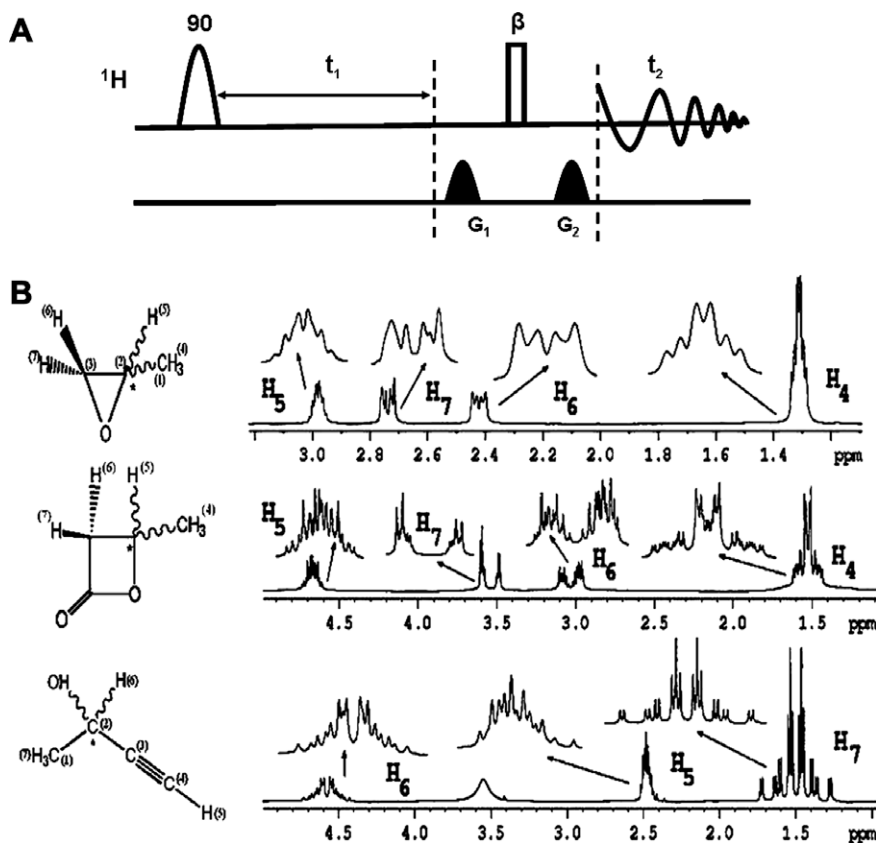 A
90
β
¹H
t₁
t₂
G₁
G₂
B
(6)
H
(5)
H
(7)
H
(3)
(2)
(4)
CH₃
(1)
*
O
H₅
H₇
H₆
H₄
3.0 2.8 2.6 2.4 2.2 2.0 1.8 1.6 1.4 ppm
H (6)
H (5)
(7)
H
(4)
CH₃
*
O
O
H₅
H₇
H₆
H₄
4.5 4.0 3.5 3.0 2.5 2.0 1.5 ppm
OH
H (6)
C (2)
*
(7)
H₃C
(1)
C (3)
C (4)
H
H₆
H₅
H₇
4.5 4.0 3.5 3.0 2.5 2.0 1.5 ppm